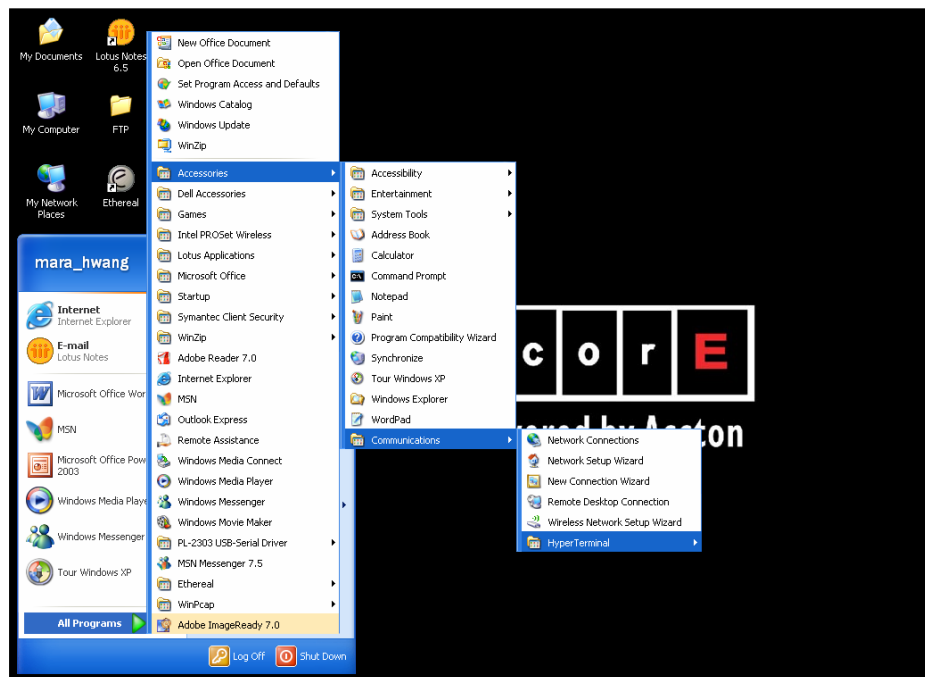 My Documents
Lotus Notes
6.5
My Computer
FTP
My Network
Places
Ethereal
mara_hwang
Internet
Internet Explorer
E-mail
Lotus Notes
Microsoft Office Wor
MSN
Microsoft Office Pow
2003
Windows Media Playe
Windows Messenger
Tour Windows XP
All Programs
Log Off
Shut Down
New Office Document
Open Office Document
Set Program Access and Defaults
Windows Catalog
Windows Update
WinZip
Accessories
Dell Accessories
Games
Intel PROSet Wireless
Lotus Applications
Microsoft Office
Startup
Symantec Client Security
WinZip
Adobe Reader 7.0
Internet Explorer
MSN
Outlook Express
Remote Assistance
Windows Media Connect
Windows Media Player
Windows Messenger
Windows Movie Maker
PL-2303 USB-Serial Driver
MSN Messenger 7.5
Ethereal
WinPcap
Adobe ImageReady 7.0
Accessibility
Entertainment
System Tools
Address Book
Calculator
Command Prompt
Notepad
Paint
Program Compatibility Wizard
Synchronize
Tour Windows XP
Windows Explorer
WordPad
Communications
Network Connections
Network Setup Wizard
New Connection Wizard
Remote Desktop Connection
Wireless Network Setup Wizard
HyperTerminal
c o r E
by